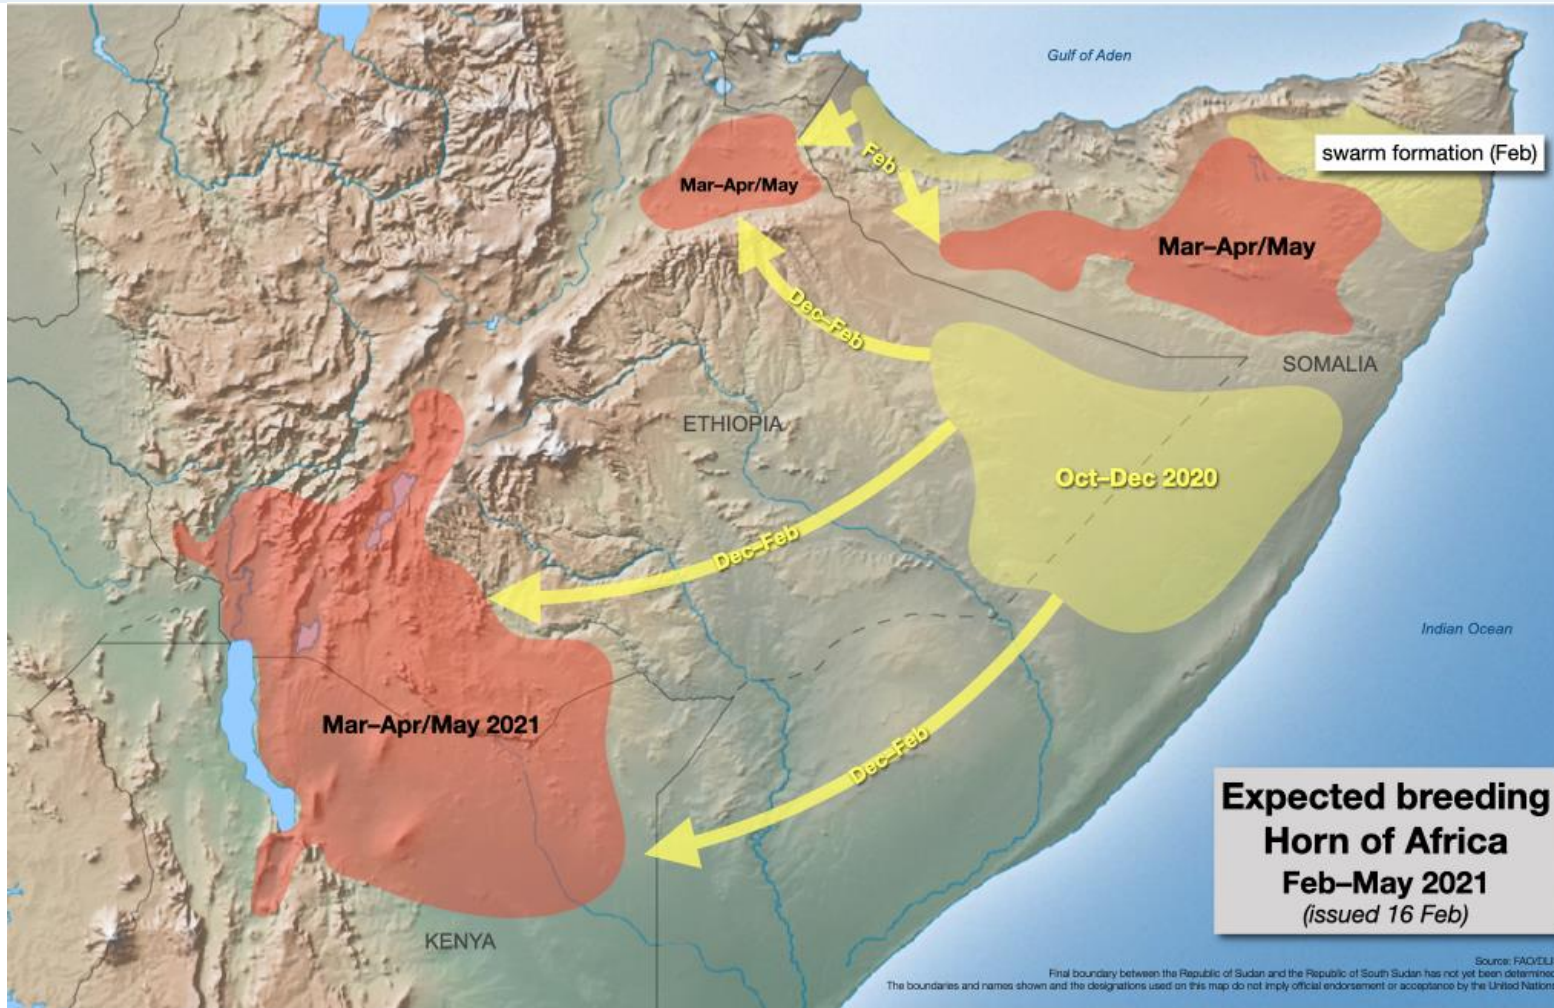 Gulf of Aden
swarm formation (Feb)
Feb
Mar–Apr/May
Mar–Apr/May
Dec–Feb
SOMALIA
ETHIOPIA
Oct–Dec 2020
Dec–Feb
Indian Ocean
Mar–Apr/May 2021
Dec–Feb
Expected breeding
Horn of Africa
Feb–May 2021
(issued 16 Feb)
KENYA
Source: FAO/DLI
Final boundary between the Republic of Sudan and the Republic of South Sudan has not yet been determined
The boundaries and names shown and the designations used on this map do not imply official endorsement or acceptance by the United Nations